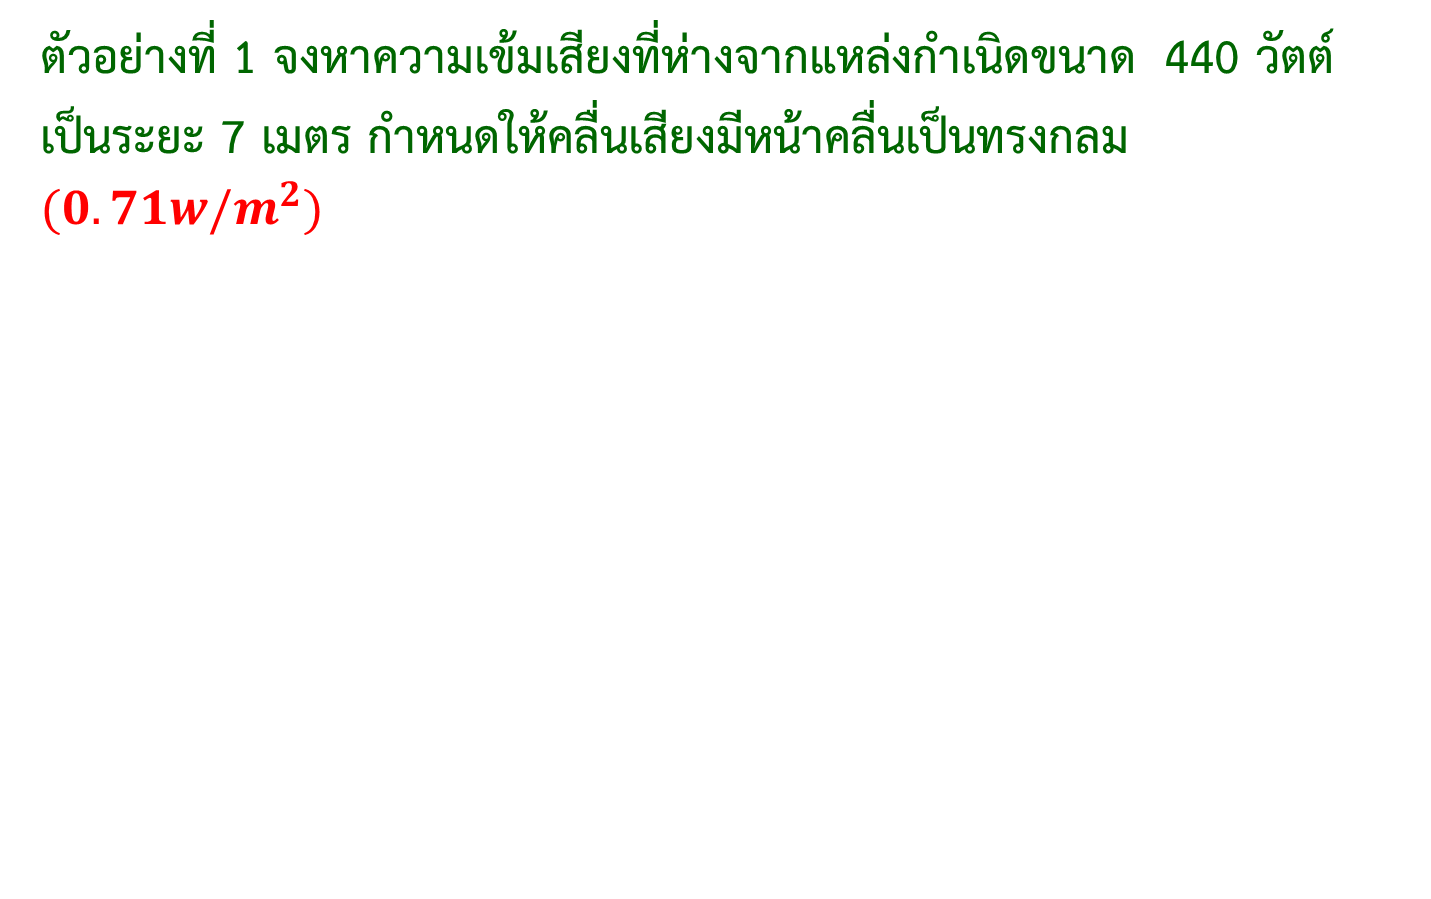 ตัวอย่างที่ 1 จงหาความเข้มเสียงที่ห่างจากแหล่งกำเนิดขนาด 440 วัตต์
เป็นระยะ 7 เมตร กำหนดให้คลื่นเสียงมีหน้าคลื่นเป็นทรงกลม
(0.71w/m²)